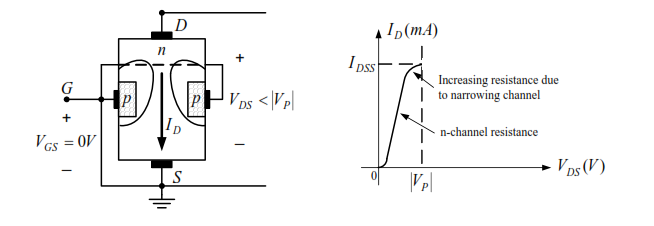 D
n
+
G
p
p
V_DS < |V_P|
+
I_D
V_GS = 0V
−
−
S
I_D (mA)
I_DSS
Increasing resistance due
to narrowing channel
n-channel resistance
V_DS (V)
0
|V_P|